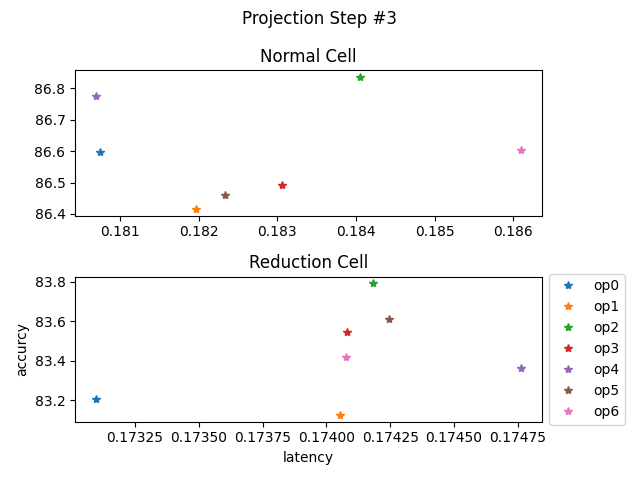 Projection Step #3
Normal Cell
86.8
86.7
86.6
86.5
86.4
0.181 0.182 0.183 0.184 0.185 0.186
Reduction Cell
83.8
83.6
83.4
83.2
accurcy
0.17325 0.17350 0.17375 0.17400 0.17425 0.17450 0.17475
latency
op0
op1
op2
op3
op4
op5
op6